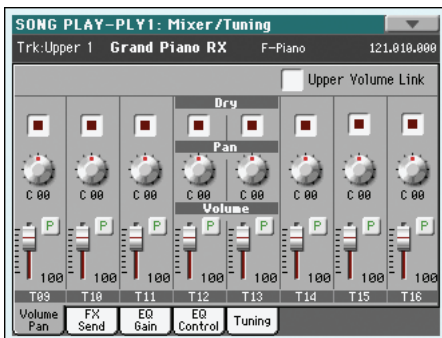 SONG PLAY-PLY1: Mixer/Tuning
Trk:Upper 1 Grand Piano RX F-Piano 121.010.000
Upper Volume Link
Dry
Pan
C 00 C 00 C 00 C 00 C 00 C 00 C 00 C 00
Volume
P P P P P P P P
100 100 100 100 100 100 100 100
T09 T10 T11 T12 T13 T14 T15 T16
Volume Pan FX Send EQ Gain EQ Control Tuning